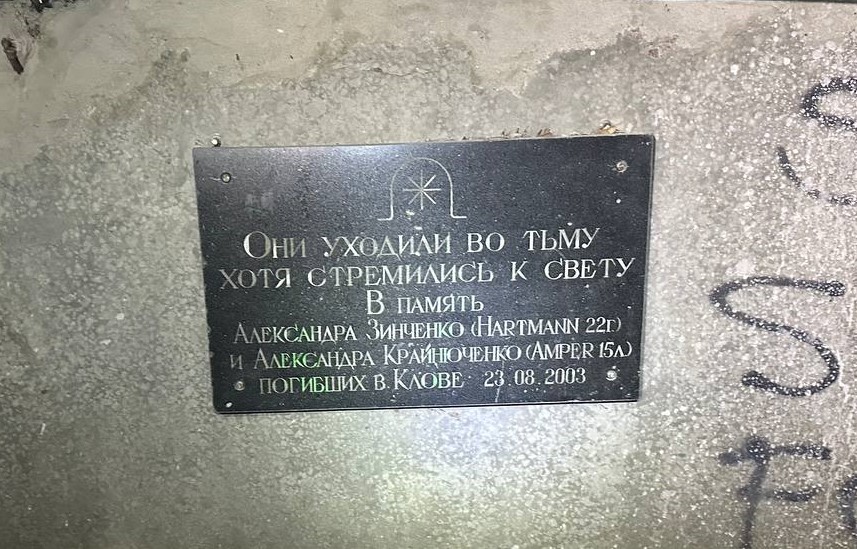 Они уходили во тьму
хотя стремились к свету
В память
Александра Зинченко (Hartmann 22г)
и Александра Крайнюченко (Amper 15л)
погибших в Клове 23.08.2003
S
S
F